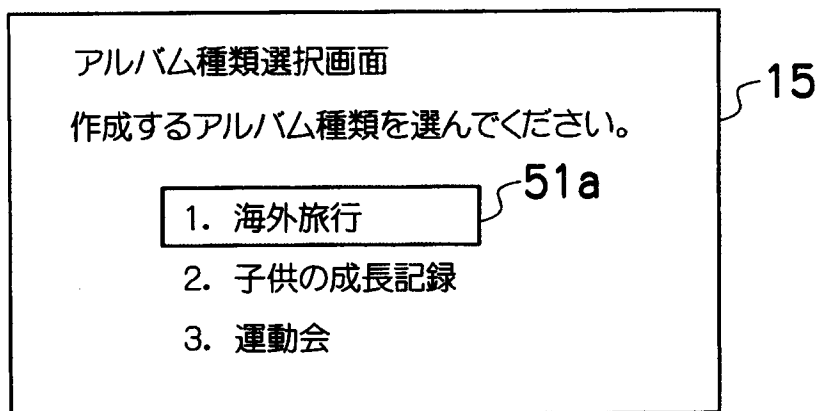 アルバム種類選択画面
15
作成するアルバム種類を選んでください。
51a
1. 海外旅行
2. 子供の成長記録
3. 運動会